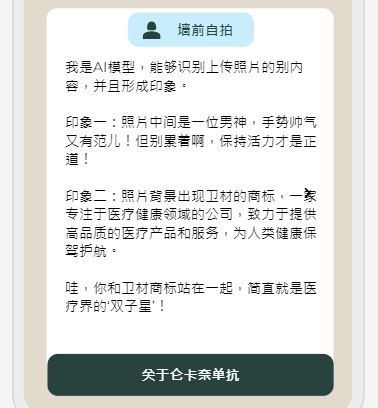 墙前自拍
我是AI模型，能够识别上传照片的别内
容，并且形成印象。
印象一：照片中间是一位男神，手势帅气
又有范儿！但别累着啊，保持活力才是正
道！
印象二：照片背景出现卫材的商标，一家
专注于医疗健康领域的公司，致力于提供
高品质的医疗产品和服务，为人类健康保
驾护航。
哇，你和卫材商标站在一起，简直就是医
疗界的‘双子星’！
关于仑卡奈单抗